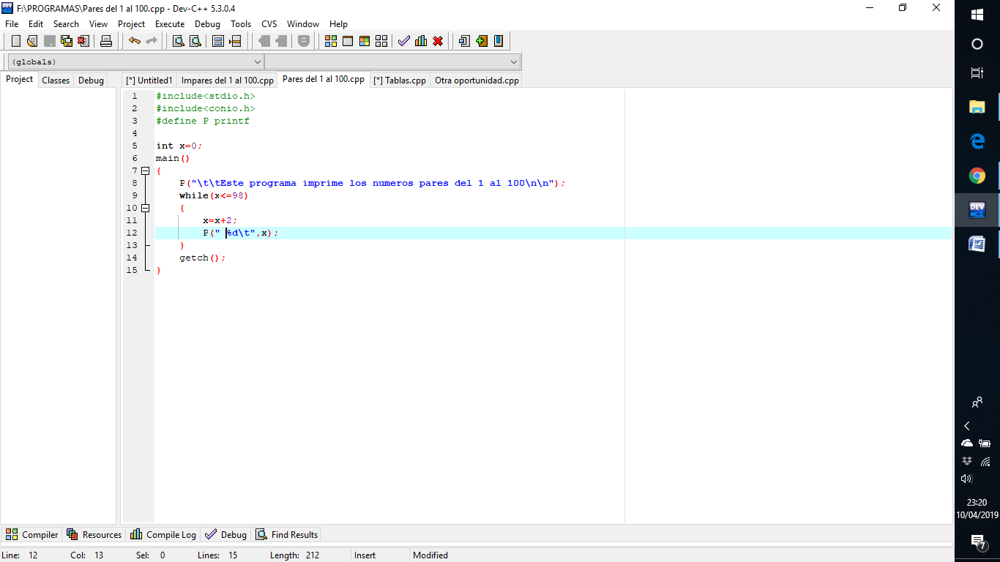 F:\PROGRAMAS\Pares del 1 al 100.cpp - Dev-C++ 5.3.0.4
File Edit Search View Project Execute Debug Tools CVS Window Help
(globals)
Project Classes Debug
[*] Untitled1 Impares del 1 al 100.cpp Pares del 1 al 100.cpp [*] Tablas.cpp Otra oportunidad.cpp
1 #include<stdio.h>
2 #include<conio.h>
3 #define P printf
4
5 int x=0;
6 main()
7 {
8 P("\t\tEste programa imprime los numeros pares del 1 al 100\n\n");
9 while(x<=98)
10 {
11 x=x+2;
12 P(" %d\t",x);
13 }
14 getch();
15 }
Compiler Resources Compile Log Debug Find Results
Line: 12 Col: 13 Sel: 0 Lines: 15 Length: 212 Insert Modified
DEV
C++
23:20
10/04/2019
7